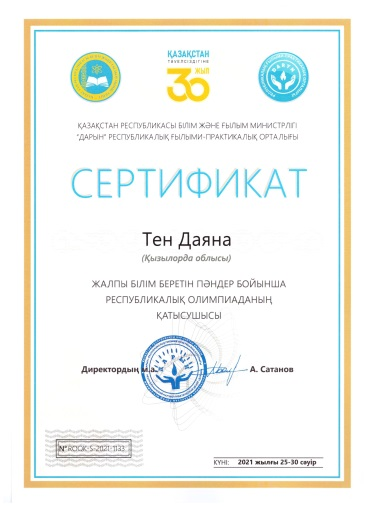 ҚАЗАҚСТАН
ТӘУЕЛСІЗДІГІНЕ
30 ЖЫЛ
ҚАЗАҚСТАН РЕСПУБЛИКАСЫ БІЛІМ ЖӘНЕ ҒЫЛЫМ МИНИСТРЛІГІ
"ДАРЫН" РЕСПУБЛИКАЛЫҚ ҒЫЛЫМИ-ПРАКТИКАЛЫҚ ОРТАЛЫҒЫ
СЕРТИФИКАТ
Тен Даяна
(Қызылорда облысы)
ЖАЛПЫ БІЛІМ БЕРЕТІН ПӘНДЕР БОЙЫНША
РЕСПУБЛИКАЛЫҚ ОЛИМПИАДАНЫҢ
ҚАТЫСУШЫСЫ
Директордың м.а. А. Сатанов
№ ROOK-S-2021-1133
КҮНІ: 2021 жылғы 25-30 сәуір